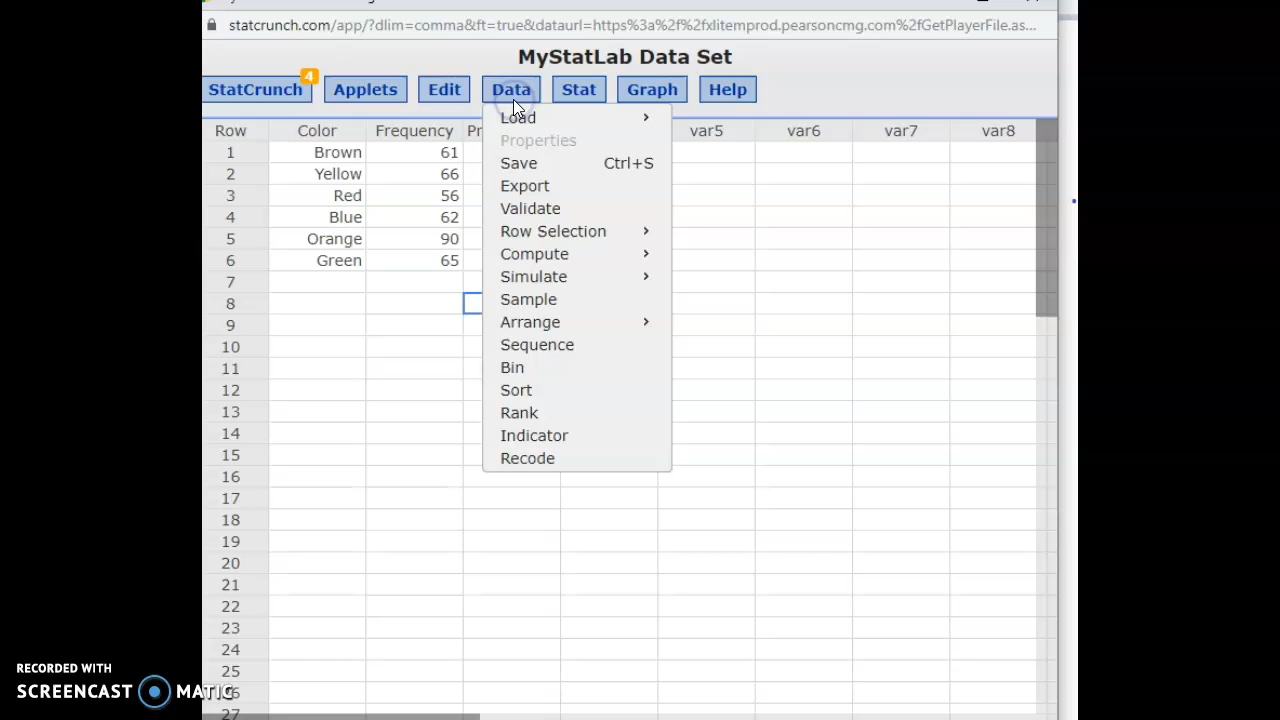 statcrunch.com/app/?dlim=comma&ft=true&dataurl=https%3a%2f%2fxlitemprod.pearsoncmg.com%2fGetPlayerFile.as...
MyStatLab Data Set
4
StatCrunch Applets Edit Data Stat Graph Help
Row Color Frequency Pr var5 var6 var7 var8
Load
Properties
Save Ctrl+S
Export
Validate
Row Selection
Compute
Simulate
Sample
Arrange
Sequence
Bin
Sort
Rank
Indicator
Recode
1 Brown 61
2 Yellow 66
3 Red 56
4 Blue 62
5 Orange 90
6 Green 65
7
8
9
10
11
12
13
14
15
16
17
18
19
20
21
22
23
24
25
6
27
RECORDED WITH
SCREENCAST MATIC